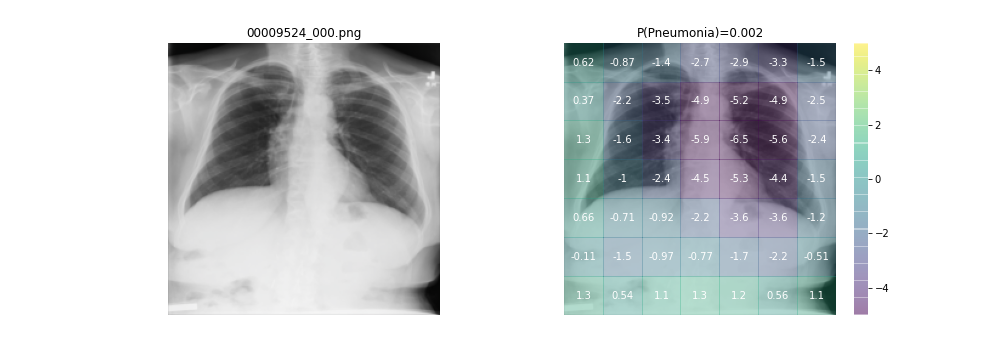 00009524_000.png
P(Pneumonia)=0.002
0.62 -0.87 -1.4 -2.7 -2.9 -3.3 -1.5
0.37 -2.2 -3.5 -4.9 -5.2 -4.9 -2.5
1.3 -1.6 -3.4 -5.9 -6.5 -5.6 -2.4
1.1 -1 -2.4 -4.5 -5.3 -4.4 -1.5
0.66 -0.71 -0.92 -2.2 -3.6 -3.6 -1.2
-0.11 -1.5 -0.97 -0.77 -1.7 -2.2 -0.51
1.3 0.54 1.1 1.3 1.2 0.56 1.1
4
2
0
−2
−4